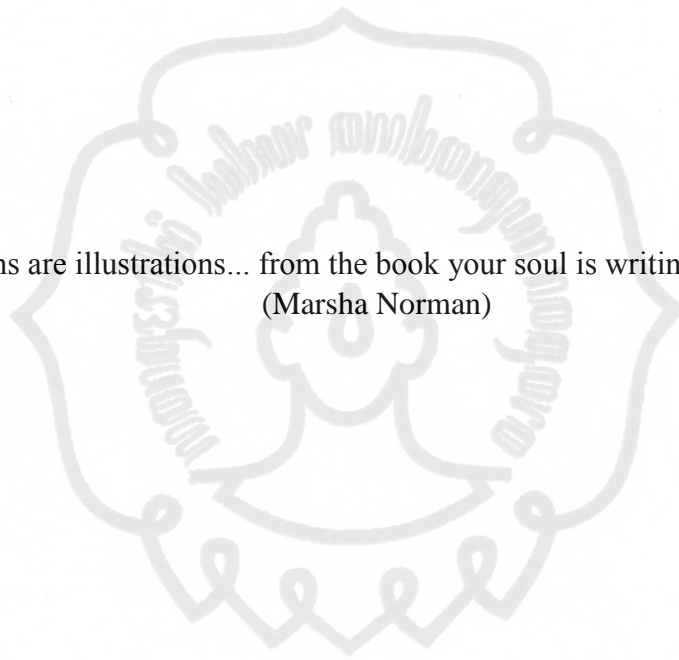 ns are illustrations... from the book your soul is writin
(Marsha Norman)